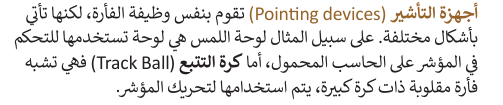 أجهزة التأشير (Pointing devices) تقوم بنفس وظيفة الفأرة، لكنها تأتي
بأشكال مختلفة. على سبيل المثال لوحة اللمس هي لوحة تستخدمها للتحكم
في المؤشر على الحاسب المحمول، أما كرة التتبع (Track Ball) فهي تشبه
فأرة مقلوبة ذات كرة كبيرة، يتم استخدامها لتحريك المؤشر.